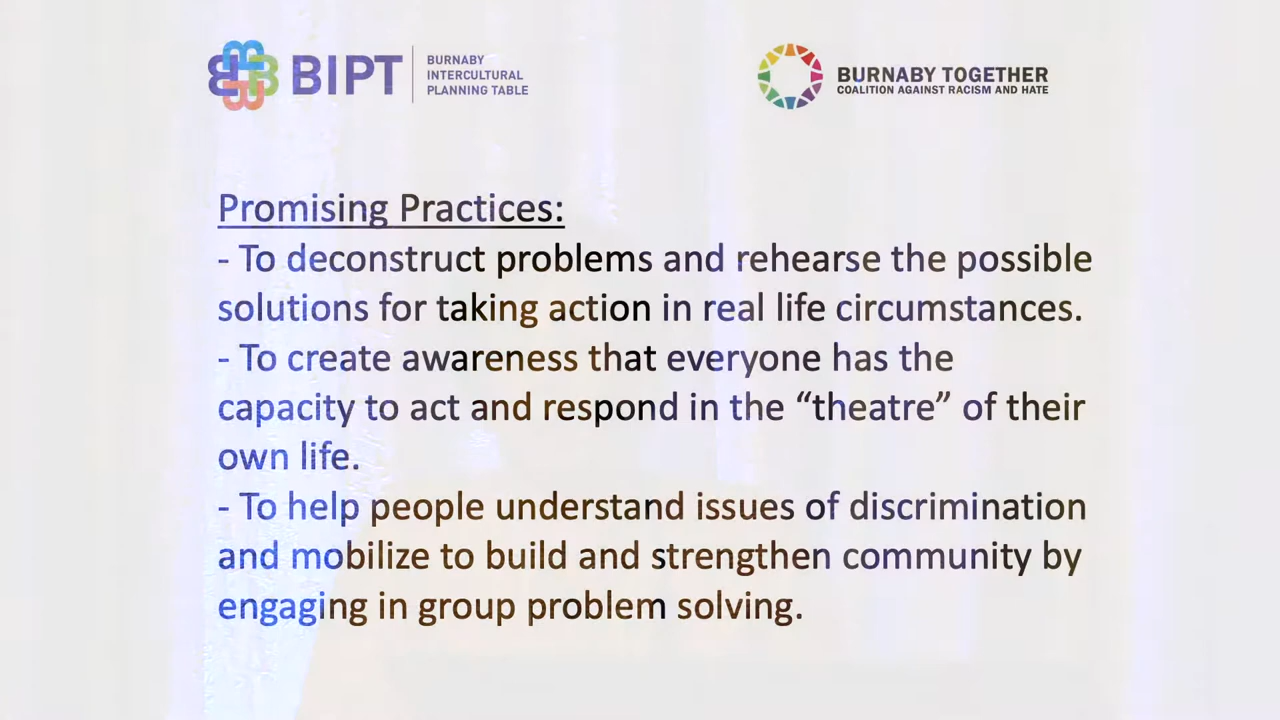 BIPT
BURNABY
INTERCULTURAL
PLANNING TABLE
BURNABY TOGETHER
COALITION AGAINST RACISM AND HATE
Promising Practices:
- To deconstruct problems and rehearse the possible
solutions for taking action in real life circumstances.
- To create awareness that everyone has the
capacity to act and respond in the “theatre” of their
own life.
- To help people understand issues of discrimination
and mobilize to build and strengthen community by
engaging in group problem solving.